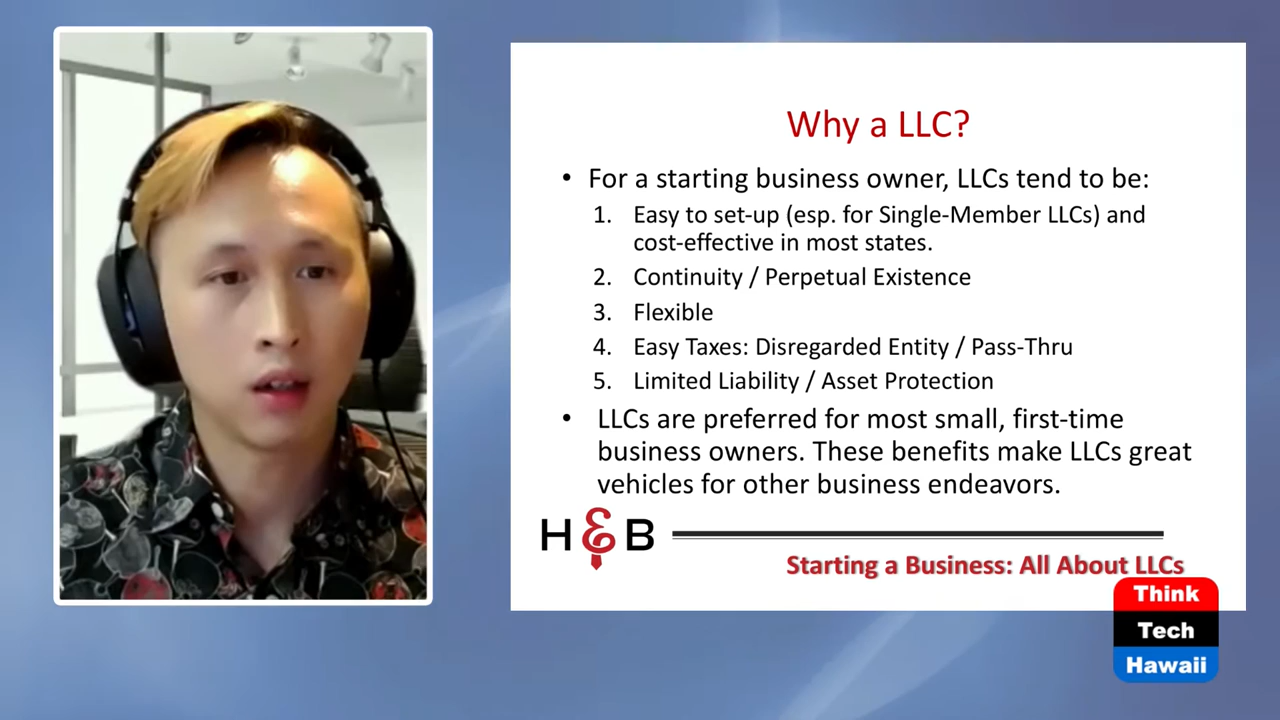 Why a LLC?
• For a starting business owner, LLCs tend to be:
1. Easy to set-up (esp. for Single-Member LLCs) and
cost-effective in most states.
2. Continuity / Perpetual Existence
3. Flexible
4. Easy Taxes: Disregarded Entity / Pass-Thru
5. Limited Liability / Asset Protection
• LLCs are preferred for most small, first-time
business owners. These benefits make LLCs great
vehicles for other business endeavors.
H & B
Starting a Business: All About LLCs
Think
Tech
Hawaii